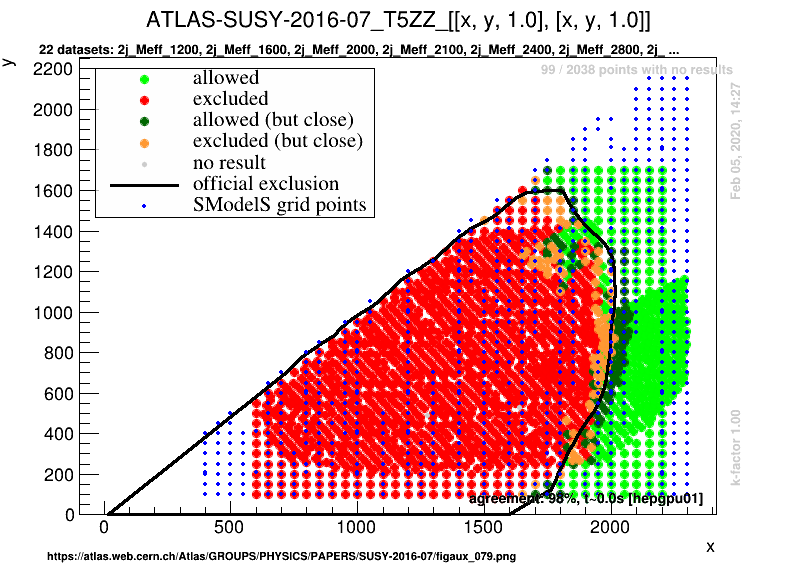 ATLAS-SUSY-2016-07_T5ZZ_[[x, y, 1.0], [x, y, 1.0]]
22 datasets: 2j_Meff_1200, 2j_Meff_1600, 2j_Meff_2000, 2j_Meff_2100, 2j_Meff_2400, 2j_Meff_2800, 2j_ ...
y
99 / 2038 points with no results
allowed
excluded
allowed (but close)
excluded (but close)
no result
official exclusion
SModelS grid points
2200
2000
1800
1600
1400
1200
1000
800
600
400
200
0
Feb 05, 2020, 14:27
k-factor 1.00
agreement: 98%, t~0.0s [hepgpu01]
0 500 1000 1500 2000
x
https://atlas.web.cern.ch/Atlas/GROUPS/PHYSICS/PAPERS/SUSY-2016-07/figaux_079.png